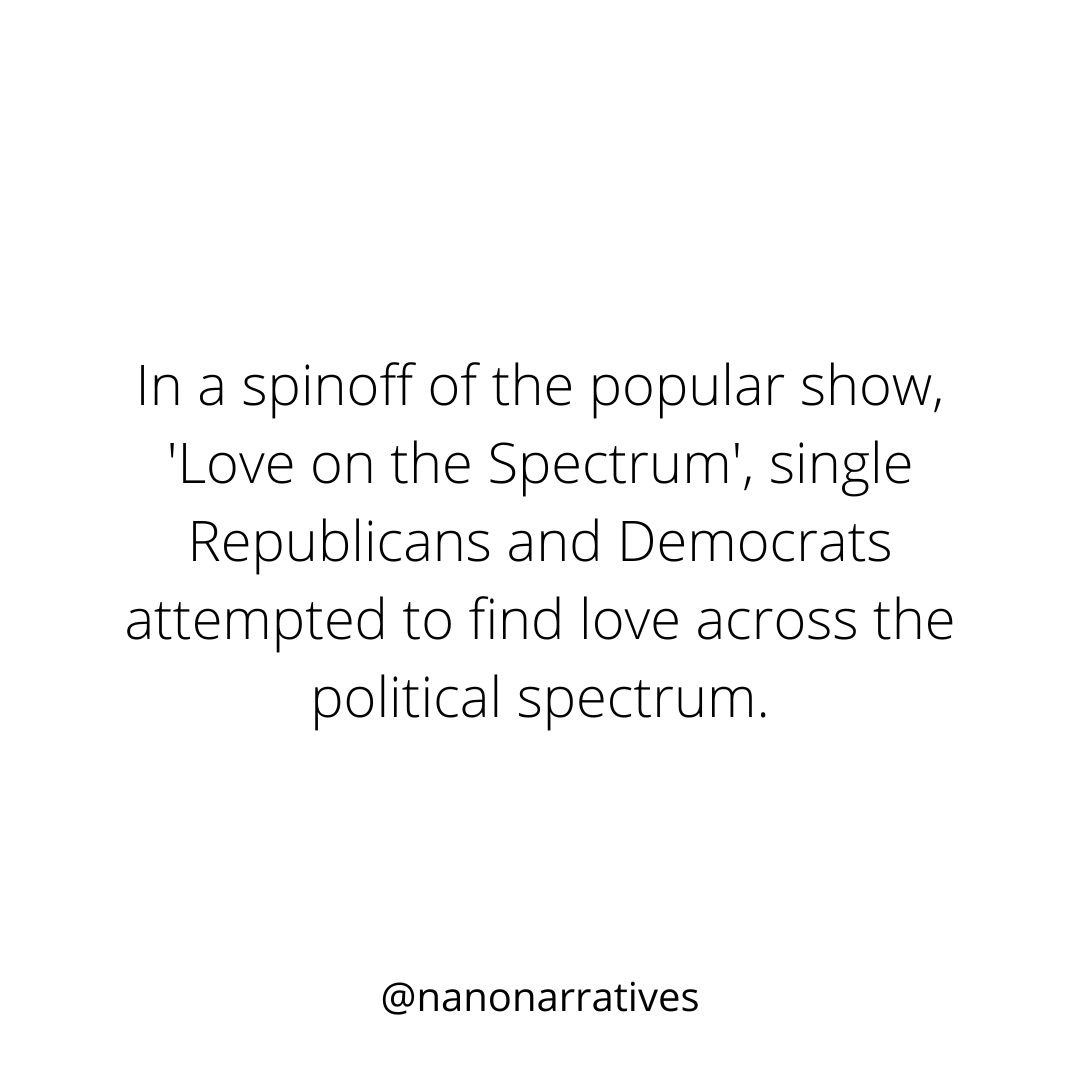 In a spinoff of the popular show,
'Love on the Spectrum', single
Republicans and Democrats
attempted to find love across the
political spectrum.
@nanonarratives